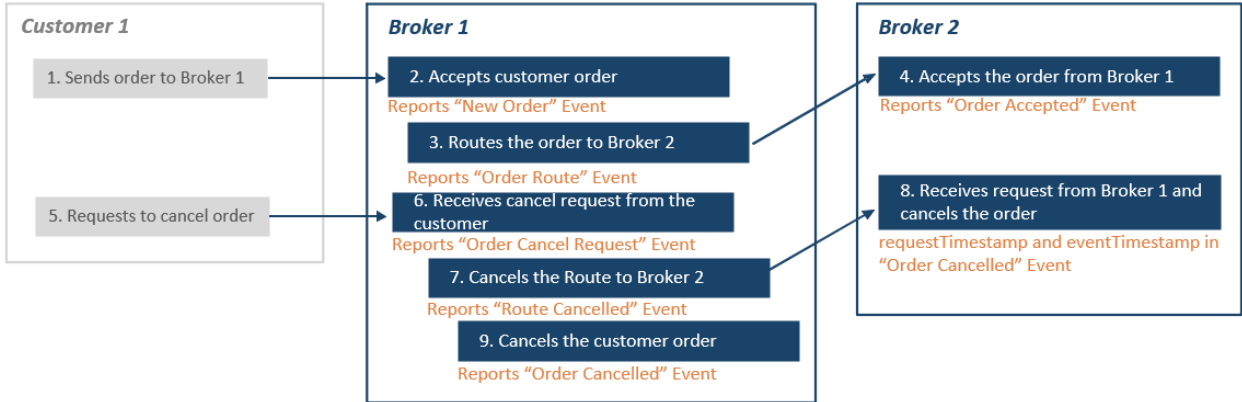 Customer 1
1. Sends order to Broker 1
5. Requests to cancel order
Broker 1
2. Accepts customer order
Reports “New Order” Event
3. Routes the order to Broker 2
Reports “Order Route” Event
6. Receives cancel request from the
customer
Reports “Order Cancel Request” Event
7. Cancels the Route to Broker 2
Reports “Route Cancelled” Event
9. Cancels the customer order
Reports “Order Cancelled” Event
Broker 2
4. Accepts the order from Broker 1
Reports “Order Accepted” Event
8. Receives request from Broker 1 and
cancels the order
requestTimestamp and eventTimestamp in
“Order Cancelled” Event